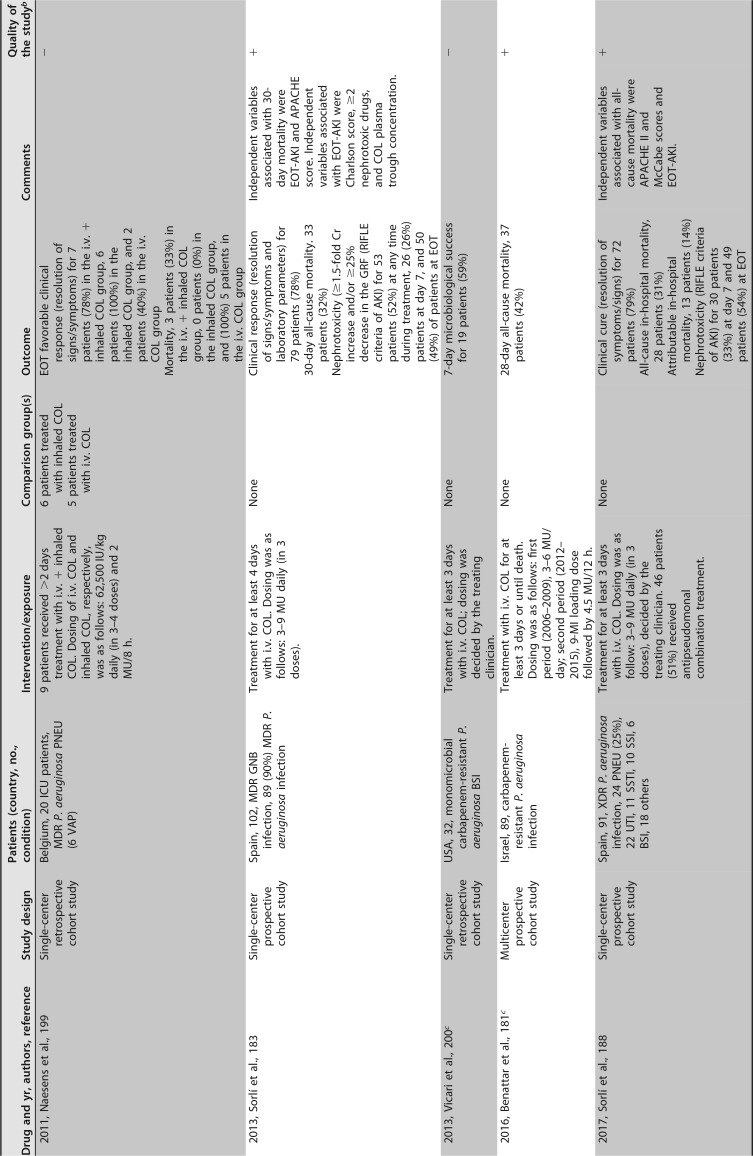 Drug and yr, authors, reference
Study design
Patients (country, no.,
condition)
Intervention/exposure
Comparison group(s)
Outcome
Comments
Quality of
the studyᵇ
2011, Naesens et al., 199
Single-center
retrospective
cohort study
Belgium, 20 ICU patients,
MDR P. aeruginosa PNEU
(6 VAP)
9 patients received >2 days
treatment with i.v. + inhaled
COL. Dosing of i.v. COL and
inhaled COL, respectively,
was as follows: 62,500 IU/kg
daily (in 3–4 doses) and 2
MU/8 h.
6 patients treated
with inhaled COL
5 patients treated
with i.v. COL
EOT favorable clinical
response (resolution of
signs/symptoms) for 7
patients (78%) in the i.v. +
inhaled COL group, 6
patients (100%) in the
inhaled COL group, and 2
patients (40%) in the i.v.
COL group
Mortality, 3 patients (33%) in
the i.v. + inhaled COL
group, 0 patients (0%) in
the inhaled COL group,
and (100%) 5 patients in
the i.v. COL group
−
2013, Sorlí et al., 183
Single-center
prospective
cohort study
Spain, 102, MDR GNB
infection, 89 (90%) MDR P.
aeruginosa infection
Treatment for at least 4 days
with i.v. COL. Dosing was as
follows: 3–9 MU daily (in 3
doses).
None
Clinical response (resolution
of signs/symptoms and
laboratory parameters) for
79 patients (78%)
30-day all-cause mortality, 33
patients (32%)
Nephrotoxicity (≥1.5-fold Cr
increase and/or ≥25%
decrease in the GRF (RIFLE
criteria of AKI) for 53
patients (52%) at any time
during treatment, 26 (26%)
patients at day 7, and 50
(49%) of patients at EOT
Independent variables
associated with 30-
day mortality were
EOT-AKI and APACHE
score. Independent
variables associated
with EOT-AKI were
Charlson score, ≥2
nephrotoxic drugs,
and COL plasma
trough concentration.
+
2013, Vicari et al., 200ᶜ
Single-center
retrospective
cohort study
USA, 32, monomicrobial
carbapenem-resistant P.
aeruginosa BSI
Treatment for at least 3 days
with i.v. COL; dosing was
decided by the treating
clinician.
None
7-day microbiological success
for 19 patients (59%)
−
2016, Benattar et al., 181ᶜ
Multicenter
prospective
cohort study
Israel, 89, carbapenem-
resistant P. aeruginosa
infection
Treatment with i.v. COL for at
least 3 days or until death.
Dosing was as follows: first
period (2006–2009), 3–6 MU/
day; second period (2012–
2015), 9-MI loading dose
followed by 4.5 MU/12 h.
None
28-day all-cause mortality, 37
patients (42%)
+
2017, Sorlí et al., 188
Single-center
prospective
cohort study
Spain, 91, XDR P. aeruginosa
infection, 24 PNEU (25%),
22 UTI, 11 SSTI, 10 SSI, 6
BSI, 18 others
Treatment for at least 3 days
with i.v. COL. Dosing was as
follow: 3–9 MU daily (in 3
doses), decided by the
treating clinician. 46 patients
(51%) received
antipseudomonal
combination treatment.
None
Clinical cure (resolution of
symptoms/signs) for 72
patients (79%)
All-cause in-hospital mortality,
28 patients (31%)
Attributable in-hospital
mortality, 13 patients (14%)
Nephrotoxicity (RIFLE criteria
of AKI) for 30 patients
(33%) at day 7 and 49
patients (54%) at EOT
Independent variables
associated with all-
cause mortality were
APACHE II and
McCabe scores and
EOT-AKI.
+